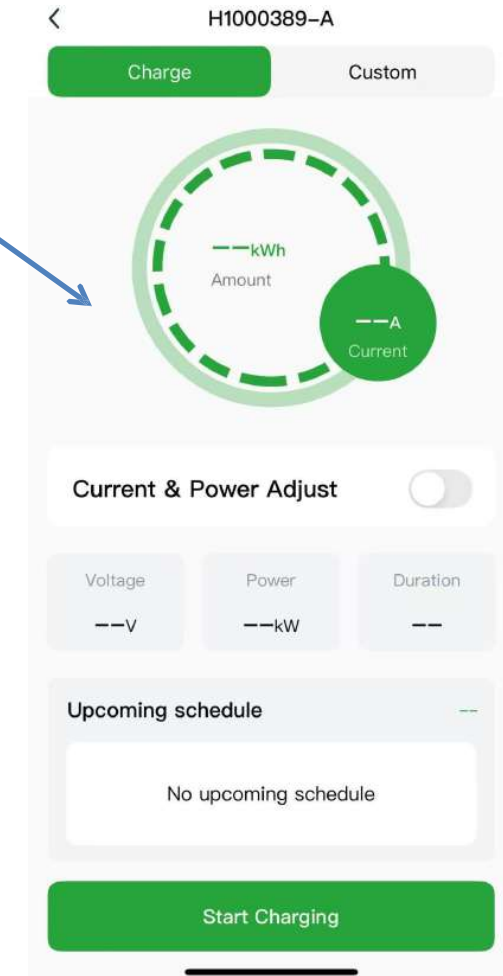 H1000389-A
Charge Custom
--kWh
Amount
--A
Current
Current & Power Adjust
Voltage Power Duration
--V --kW --
Upcoming schedule --
No upcoming schedule
Start Charging